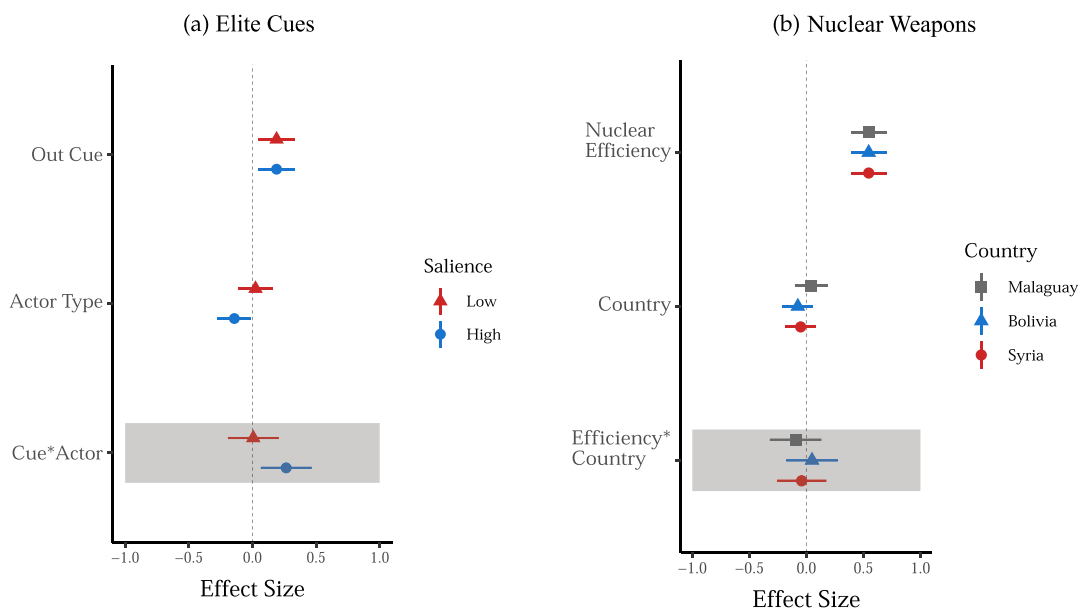 (a) Elite Cues
Out Cue
Actor Type
Cue*Actor
−1.0
−0.5
0.0
0.5
1.0
Effect Size
Salience
Low
High
(b) Nuclear Weapons
Nuclear
Efficiency
Country
Efficiency*
Country
−1.0
−0.5
0.0
0.5
1.0
Effect Size
Country
Malaguay
Bolivia
Syria